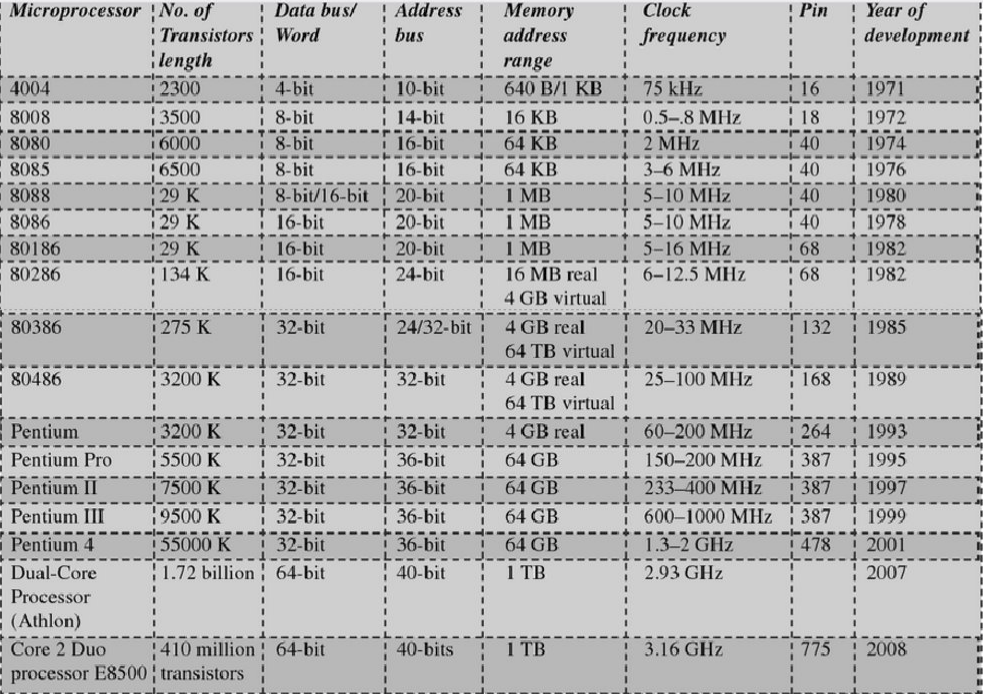 Microprocessor No. of Transistors length Data bus/ Word Address bus Memory address range Clock frequency Pin Year of development
4004 2300 4-bit 10-bit 640 B/1 KB 75 kHz 16 1971
8008 3500 8-bit 14-bit 16 KB 0.5–.8 MHz 18 1972
8080 6000 8-bit 16-bit 64 KB 2 MHz 40 1974
8085 6500 8-bit 16-bit 64 KB 3–6 MHz 40 1976
8088 29 K 8-bit/16-bit 20-bit 1 MB 5–10 MHz 40 1980
8086 29 K 16-bit 20-bit 1 MB 5–10 MHz 40 1978
80186 29 K 16-bit 20-bit 1 MB 5–16 MHz 68 1982
80286 134 K 16-bit 24-bit 16 MB real 6–12.5 MHz 68 1982
4 GB virtual
80386 275 K 32-bit 24/32-bit 4 GB real 20–33 MHz 132 1985
64 TB virtual
80486 3200 K 32-bit 32-bit 4 GB real 25–100 MHz 168 1989
64 TB virtual
Pentium 3200 K 32-bit 32-bit 4 GB real 60–200 MHz 264 1993
Pentium Pro 5500 K 32-bit 36-bit 64 GB 150–200 MHz 387 1995
Pentium II 7500 K 32-bit 36-bit 64 GB 233–400 MHz 387 1997
Pentium III 9500 K 32-bit 36-bit 64 GB 600–1000 MHz 387 1999
Pentium 4 55000 K 32-bit 36-bit 64 GB 1.3–2 GHz 478 2001
Dual-Core 1.72 billion 64-bit 40-bit 1 TB 2.93 GHz 2007
Processor
(Athlon)
Core 2 Duo 410 million 64-bit 40-bits 1 TB 3.16 GHz 775 2008
processor E8500 transistors